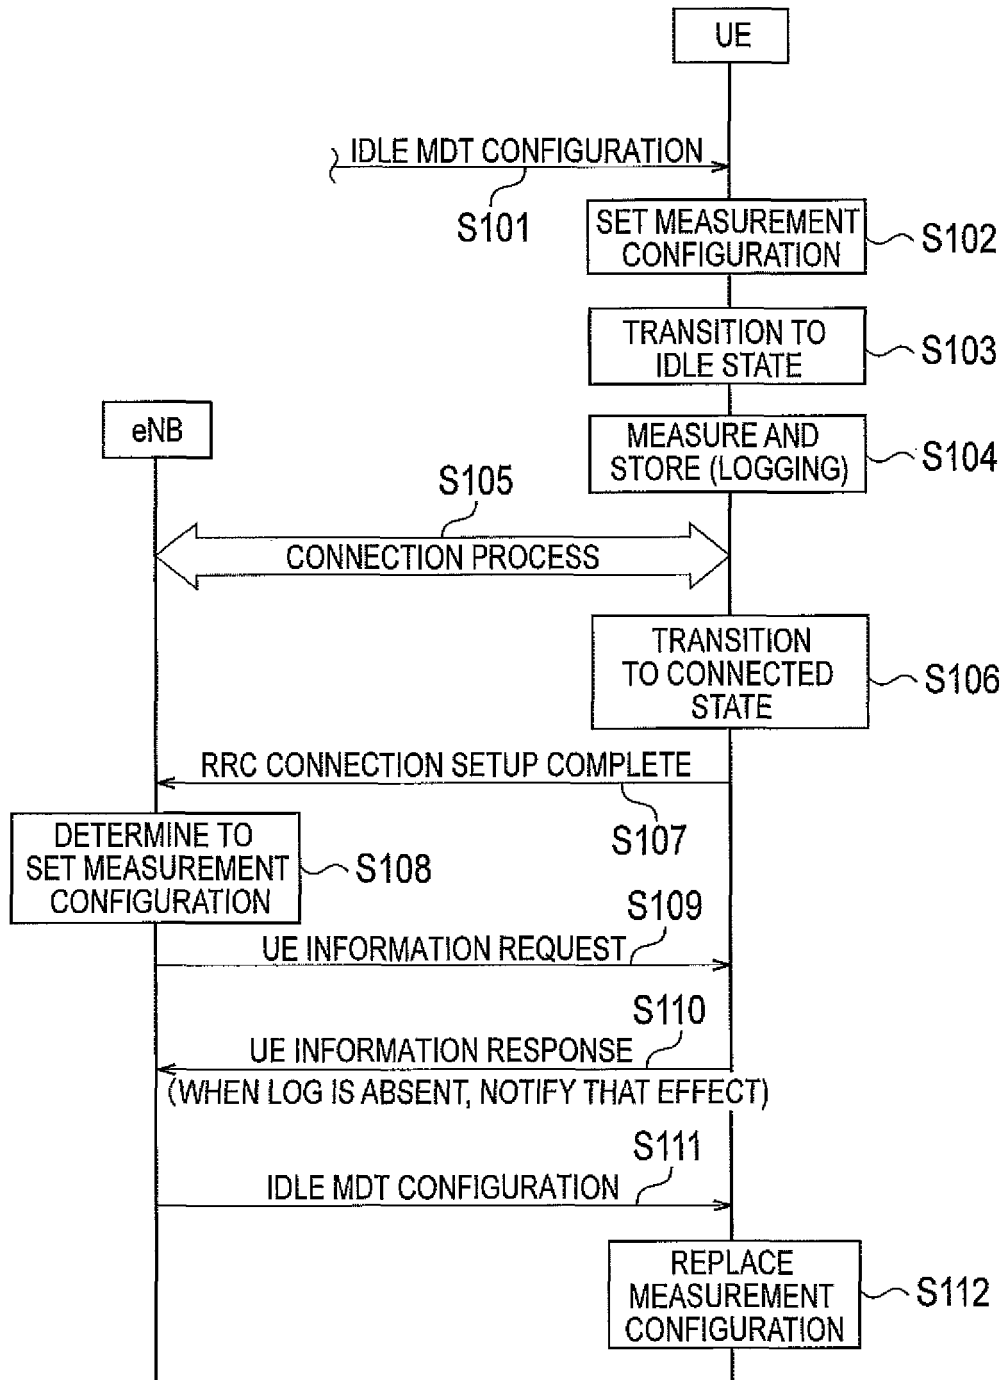 UE
IDLE MDT CONFIGURATION
S101
SET MEASUREMENT
CONFIGURATION
S102
TRANSITION TO
IDLE STATE
S103
eNB
MEASURE AND
STORE (LOGGING)
S104
S105
CONNECTION PROCESS
TRANSITION
TO CONNECTED
STATE
S106
RRC CONNECTION SETUP COMPLETE
S107
DETERMINE TO
SET MEASUREMENT
CONFIGURATION
S108
S109
UE INFORMATION REQUEST
S110
UE INFORMATION RESPONSE
(WHEN LOG IS ABSENT, NOTIFY THAT EFFECT)
S111
IDLE MDT CONFIGURATION
REPLACE
MEASUREMENT
CONFIGURATION
S112